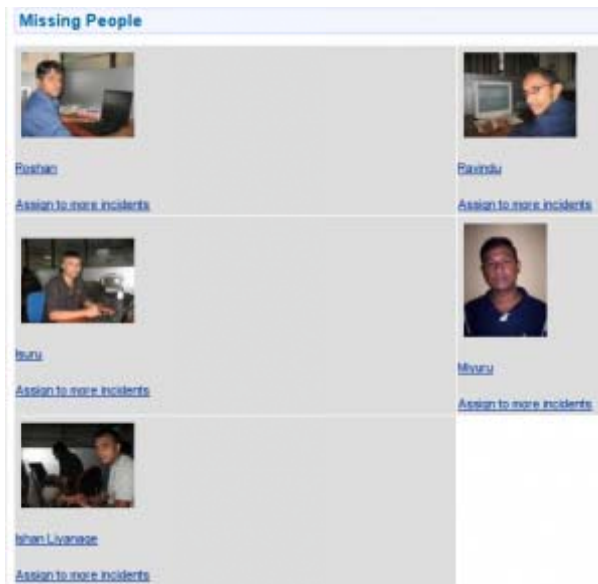 Missing People
Roshan
Assign to more incidents
Ravindu
Assign to more incidents
Isuru
Assign to more incidents
Miyuru
Assign to more incidents
Ishan Liyanage
Assign to more incidents